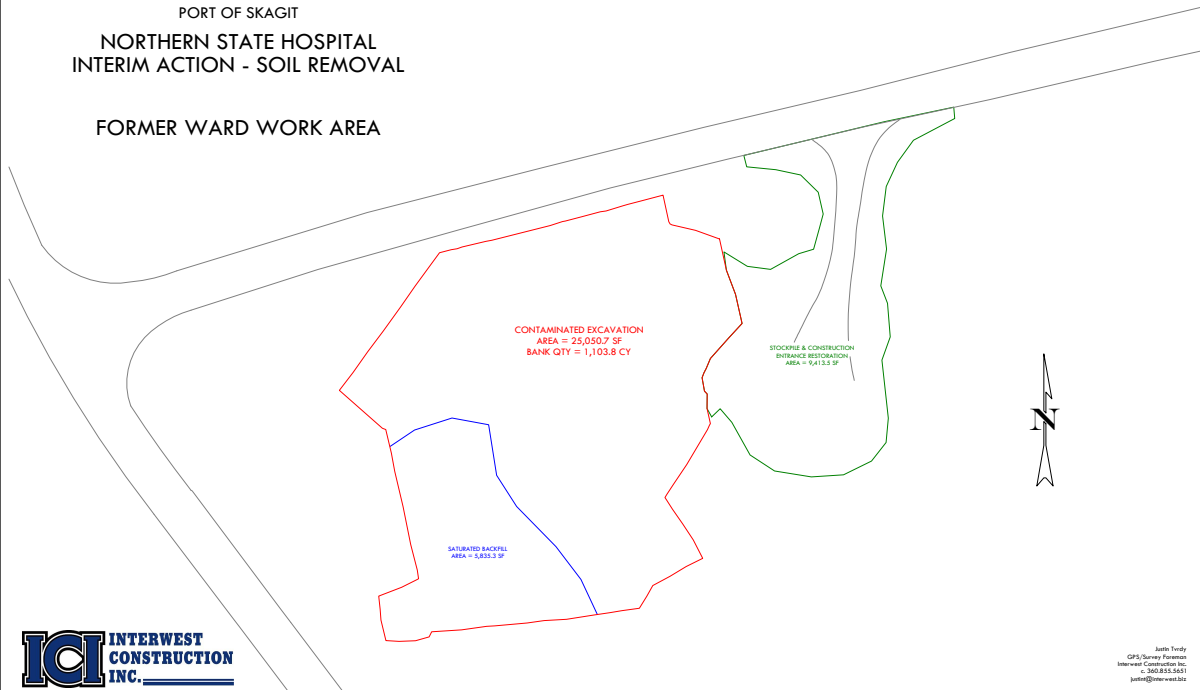 PORT OF SKAGIT
NORTHERN STATE HOSPITAL
INTERIM ACTION - SOIL REMOVAL
FORMER WARD WORK AREA
CONTAMINATED EXCAVATION
AREA = 25,050.7 SF
BANK QTY = 1,103.8 CY
STOCKPILE & CONSTRUCTION
ENTRANCE RESTORATION
AREA = 9,413.5 SF
N
SATURATED BACKFILL
AREA = 5,835.3 SF
ICI
INTERWEST
CONSTRUCTION
INC.
Justin Tvrdy
GPS/Survey Foreman
Interwest Construction Inc.
c. 360.855.5651
justint@interwest.biz